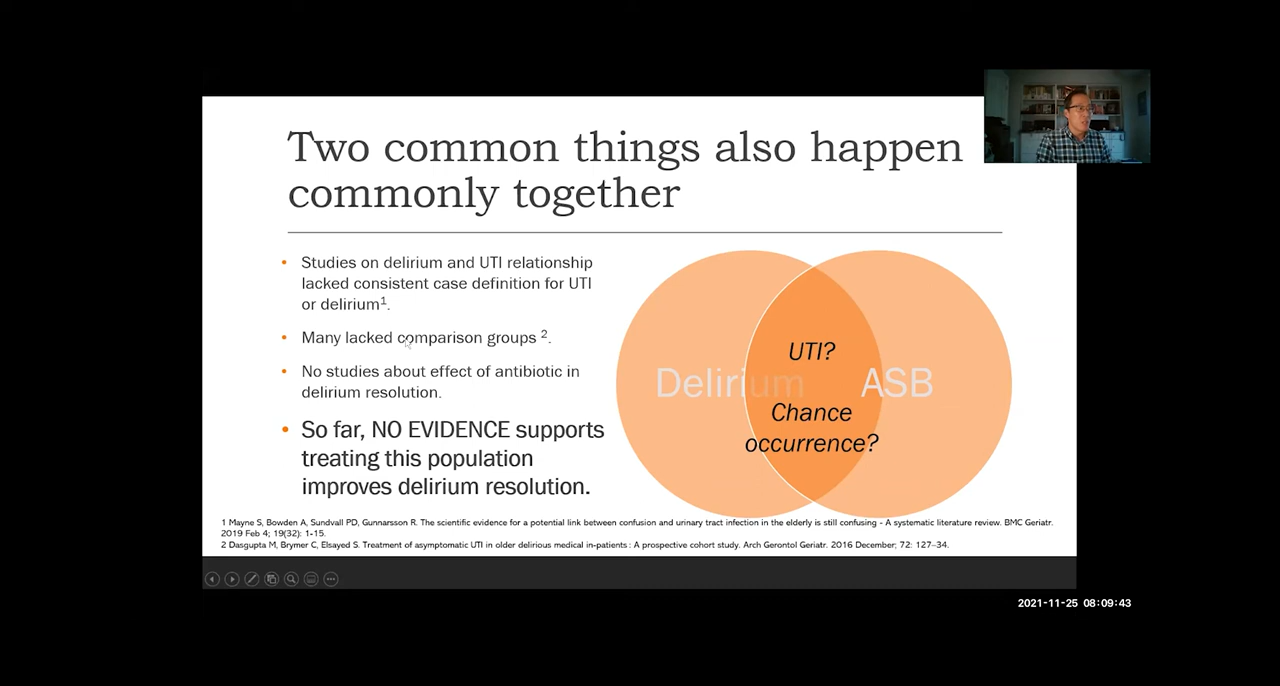 Two common things also happen
commonly together
• Studies on delirium and UTI relationship
lacked consistent case definition for UTI
or delirium¹.
• Many lacked comparison groups ².
• No studies about effect of antibiotic in
delirium resolution.
• So far, NO EVIDENCE supports
treating this population
improves delirium resolution.
UTI?
Delirium
ASB
Chance
occurrence?
1 Mayne S, Bowden A, Sundvall PD, Gunnarsson R. The scientific evidence for a potential link between confusion and urinary tract infection in the elderly is still confusing - A systematic literature review. BMC Geriatr.
2019 Feb 4; 19(32): 1-15.
2 Dasgupta M, Brymer C, Elsayed S. Treatment of asymptomatic UTI in older delirious medical in-patients: A prospective cohort study. Arch Gerontol Geriatr. 2016 December; 72: 127–34.
2021-11-25 08:09:43